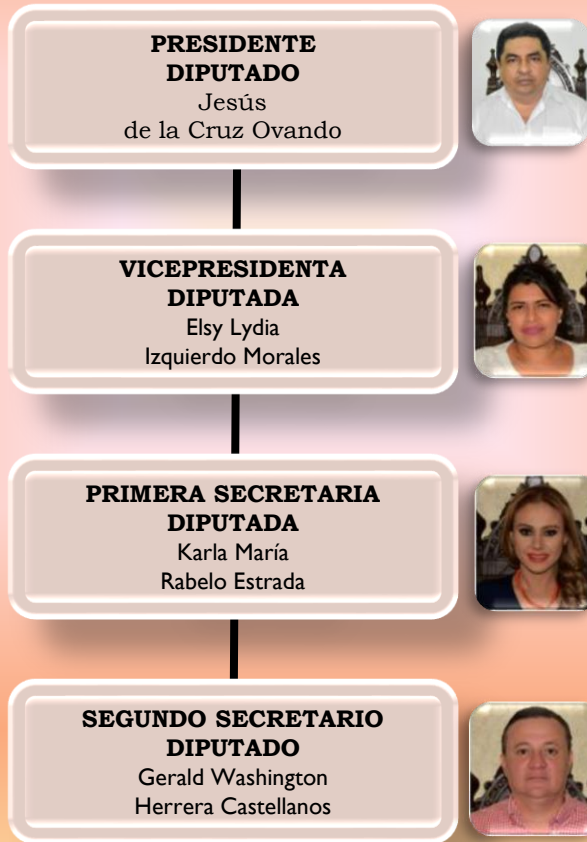 PRESIDENTE
DIPUTADO
Jesús
de la Cruz Ovando
VICEPRESIDENTA
DIPUTADA
Elsy Lydia
Izquierdo Morales
PRIMERA SECRETARIA
DIPUTADA
Karla María
Rabelo Estrada
SEGUNDO SECRETARIO
DIPUTADO
Gerald Washington
Herrera Castellanos